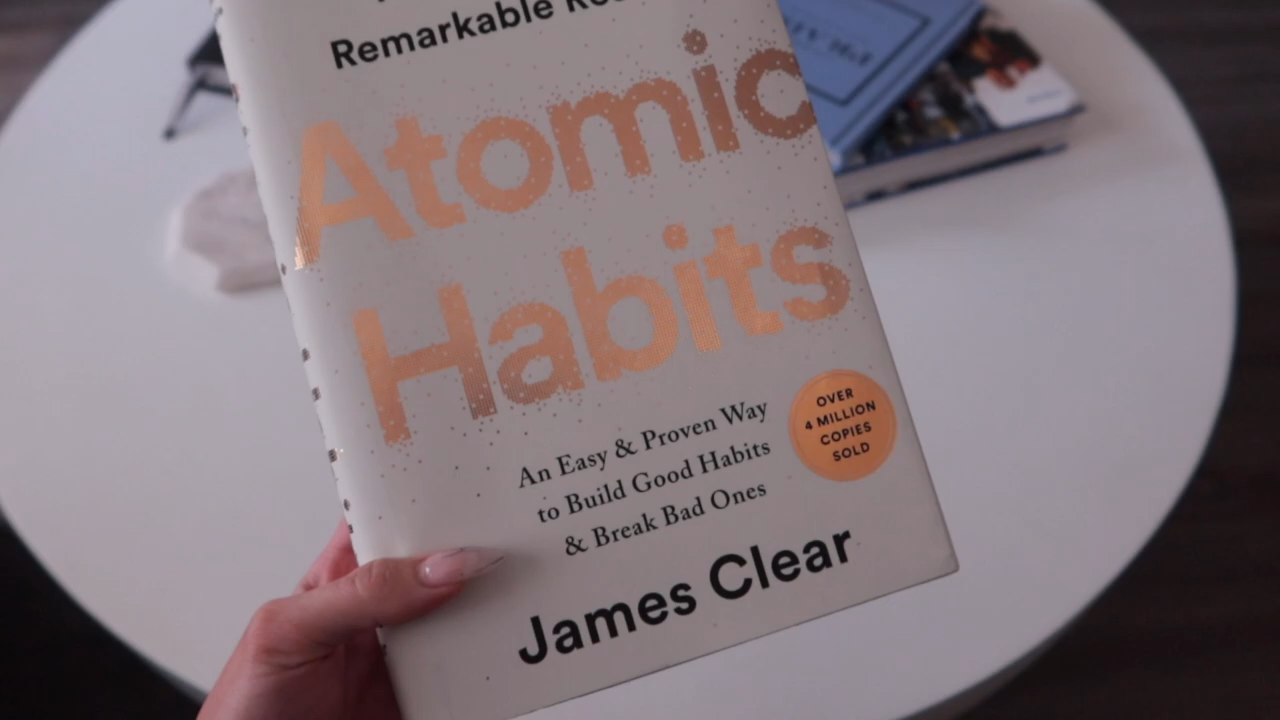 Remarkable
Atomic
Habits
An Easy & Proven Way
to Build Good Habits
& Break Bad Ones
OVER
4 MILLION
COPIES
SOLD
James Clear